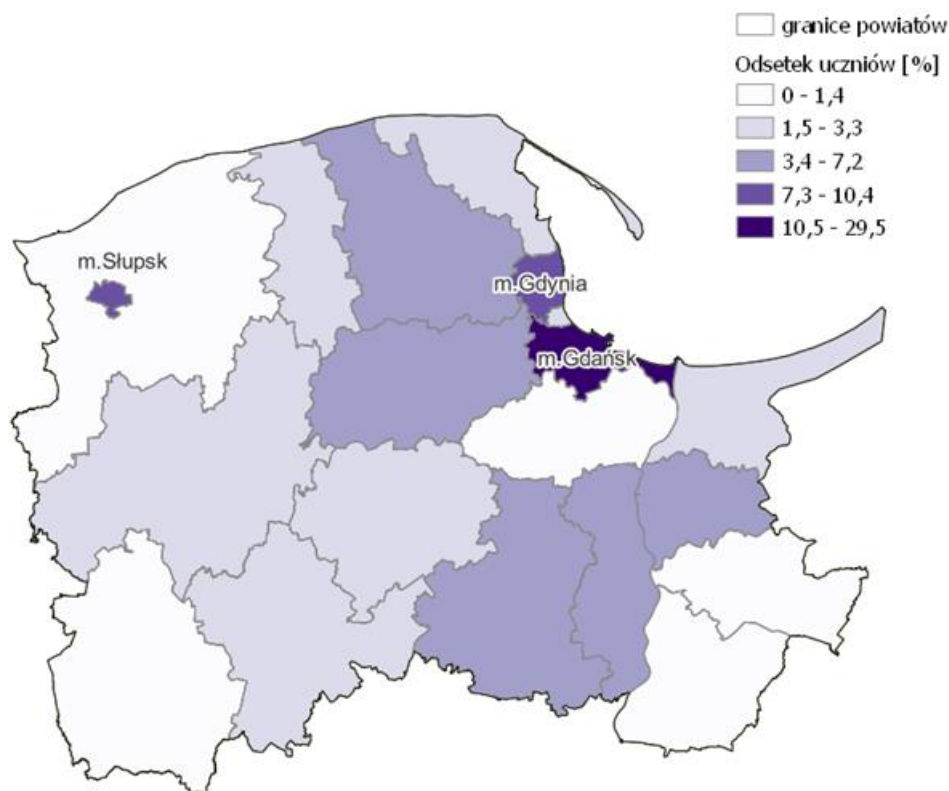 granice powiatów
Odsetek uczniów [%]
0 - 1,4
1,5 - 3,3
3,4 - 7,2
7,3 - 10,4
10,5 - 29,5
m.Słupsk
m.Gdynia
m.Gdańsk